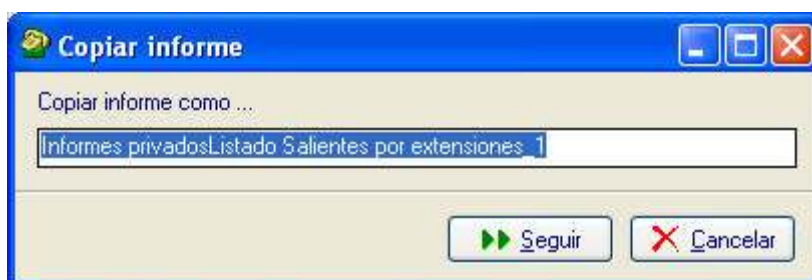 Copiar informe
Copiar informe como ...
Informes privadosListado Salientes por extensiones_1
Seguir Cancelar